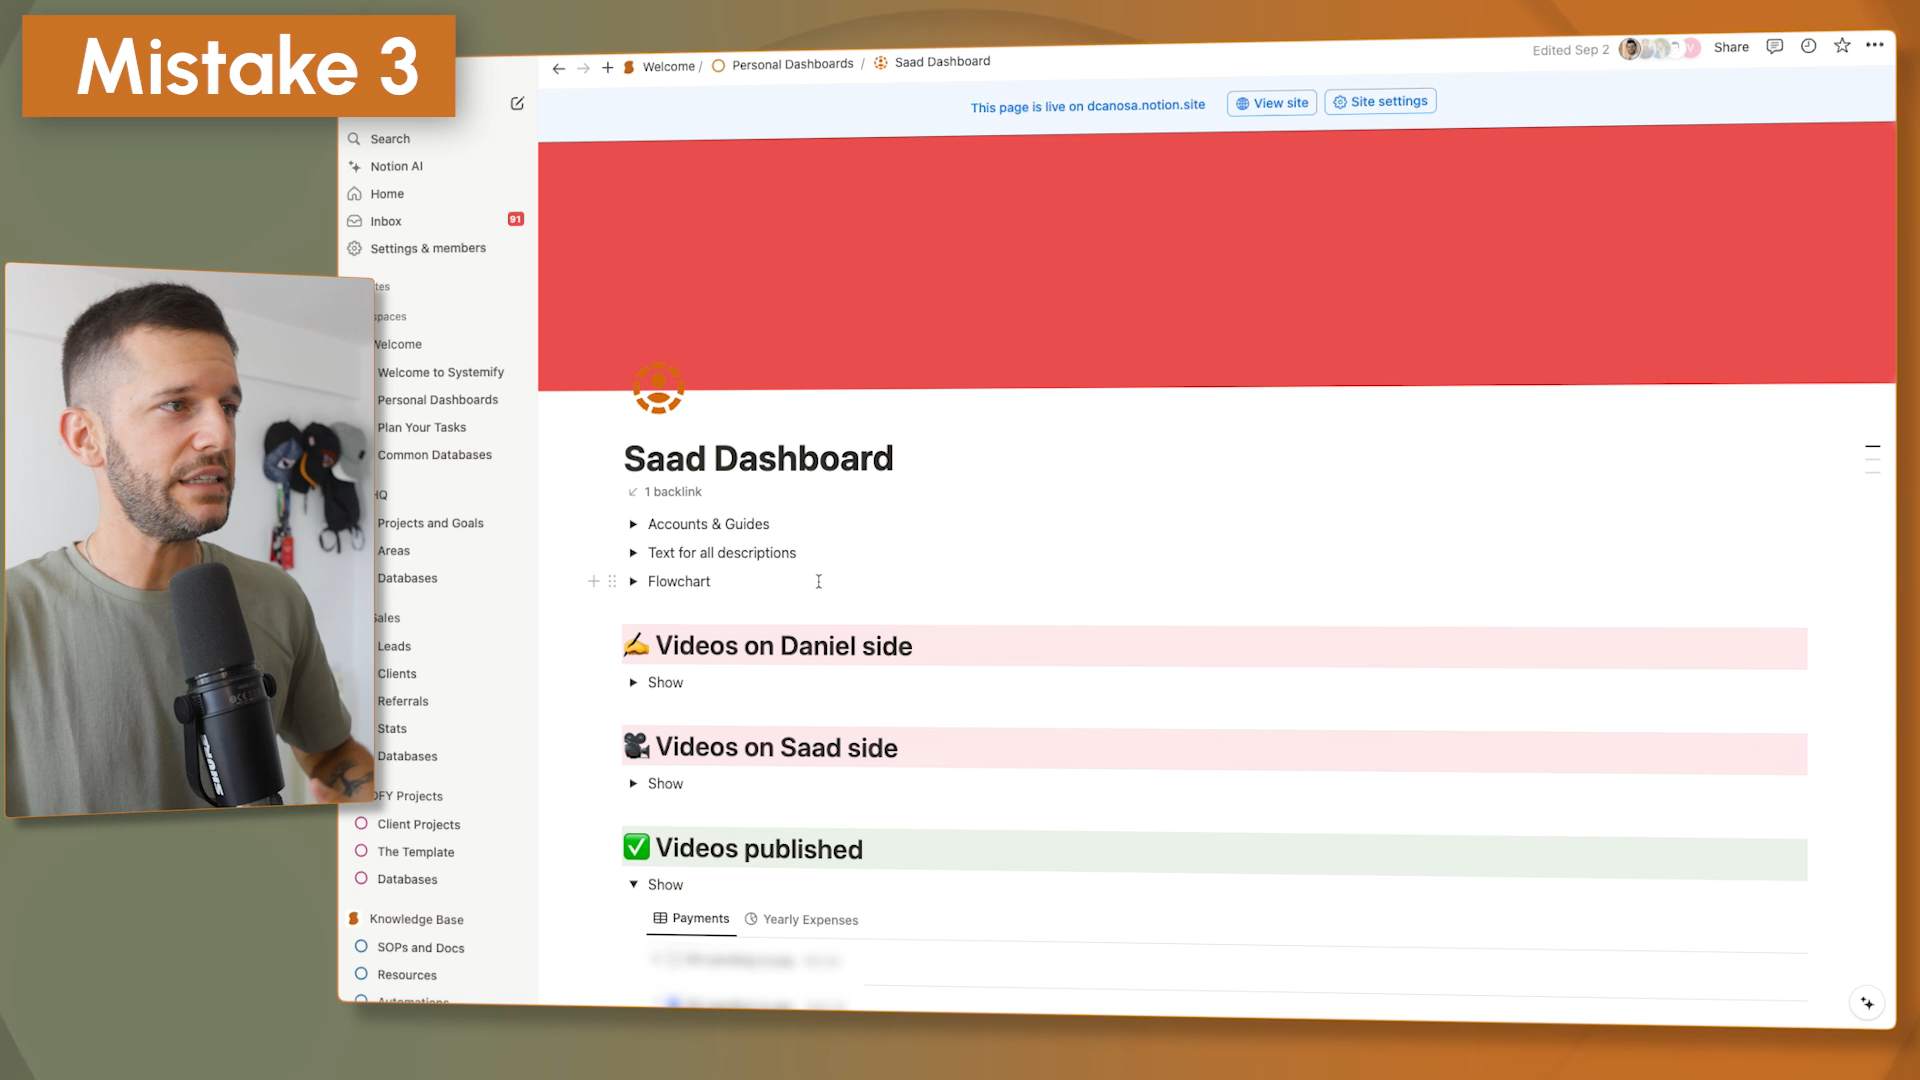 Mistake 3
Welcome / Personal Dashboards / Saad Dashboard
Edited Sep 2
Share
This page is live on dcanosa.notion.site
View site
Site settings
Search
Notion AI
Home
Inbox
91
Settings & members
Welcome to Systemify
Personal Dashboards
Plan Your Tasks
Common Databases
Projects and Goals
Areas
Databases
Leads
Clients
Referrals
Stats
Databases
Projects
Client Projects
The Template
Databases
Knowledge Base
SOPs and Docs
Resources
Automations
Saad Dashboard
1 backlink
Accounts & Guides
Text for all descriptions
Flowchart
✍️ Videos on Daniel side
Show
🎥 Videos on Saad side
Show
✅ Videos published
Show
Payments
Yearly Expenses
SHURE